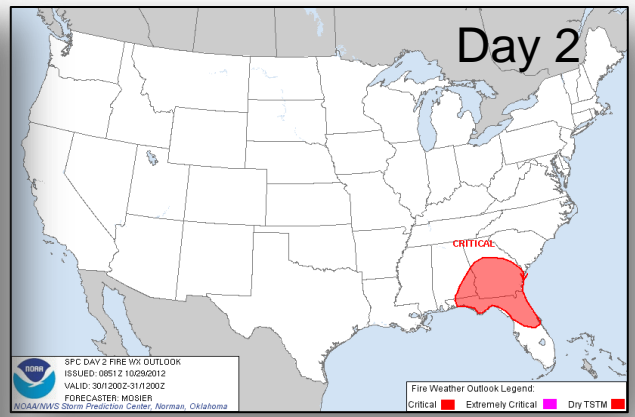 Day 2
CRITICAL
NOAA
SPC DAY 2 FIRE WX OUTLOOK
ISSUED: 0851Z 10/29/2012
VALID: 30/1200Z-31/1200Z
FORECASTER: MOSIER
NOAA/NWS Storm Prediction Center, Norman, Oklahoma
Fire Weather Outlook Legend:
Critical Extremely Critical Dry TSTM